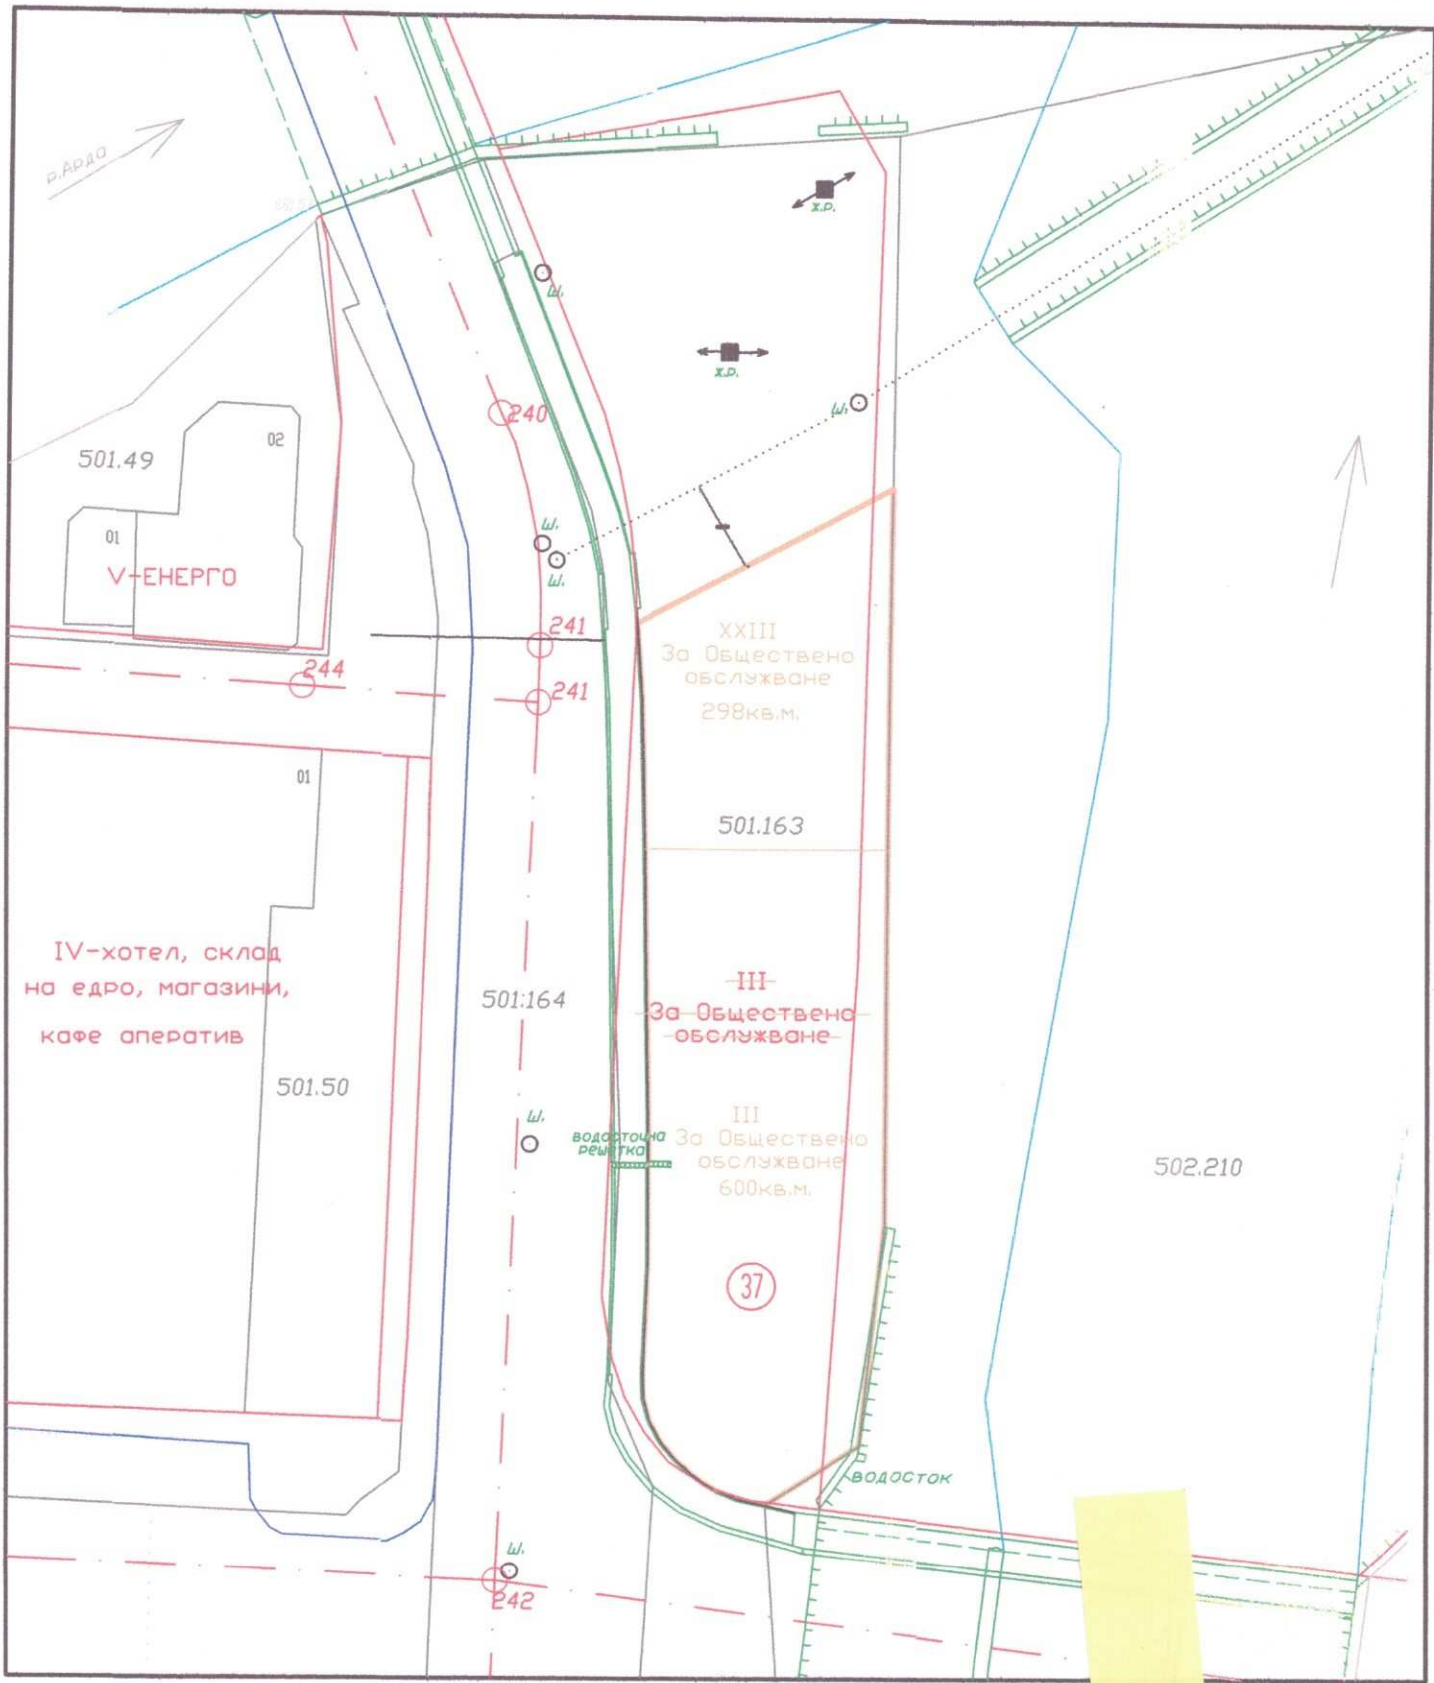 р.Арда
х.р.
Ш.
х.р.
Ш.
240
02
501.49
01
V-ЕНЕРГО
Ш.
Ш.
241
XXIII
За Обществено
обслужване
298кв.м.
244
241
01
501.163
IV-хотел, склад
на едро, магазини,
кафе аператив
501:164
III
За Обществено
обслужване
501.50
Ш.
водосточна
решетка
III
За Обществено
обслужване
600кв.м.
502.210
37
водосток
Ш.
242